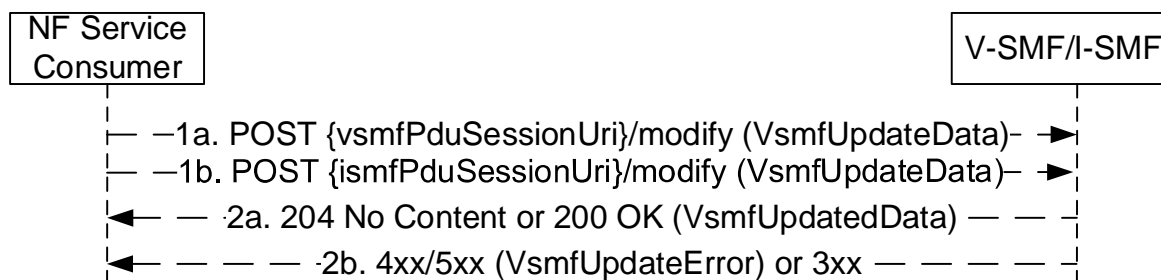 NF Service
Consumer
V-SMF/I-SMF
1a. POST {vsmfPduSessionUri}/modify (VsmfUpdateData)
1b. POST {ismfPduSessionUri}/modify (VsmfUpdateData)
2a. 204 No Content or 200 OK (VsmfUpdatedData)
2b. 4xx/5xx (VsmfUpdateError) or 3xx